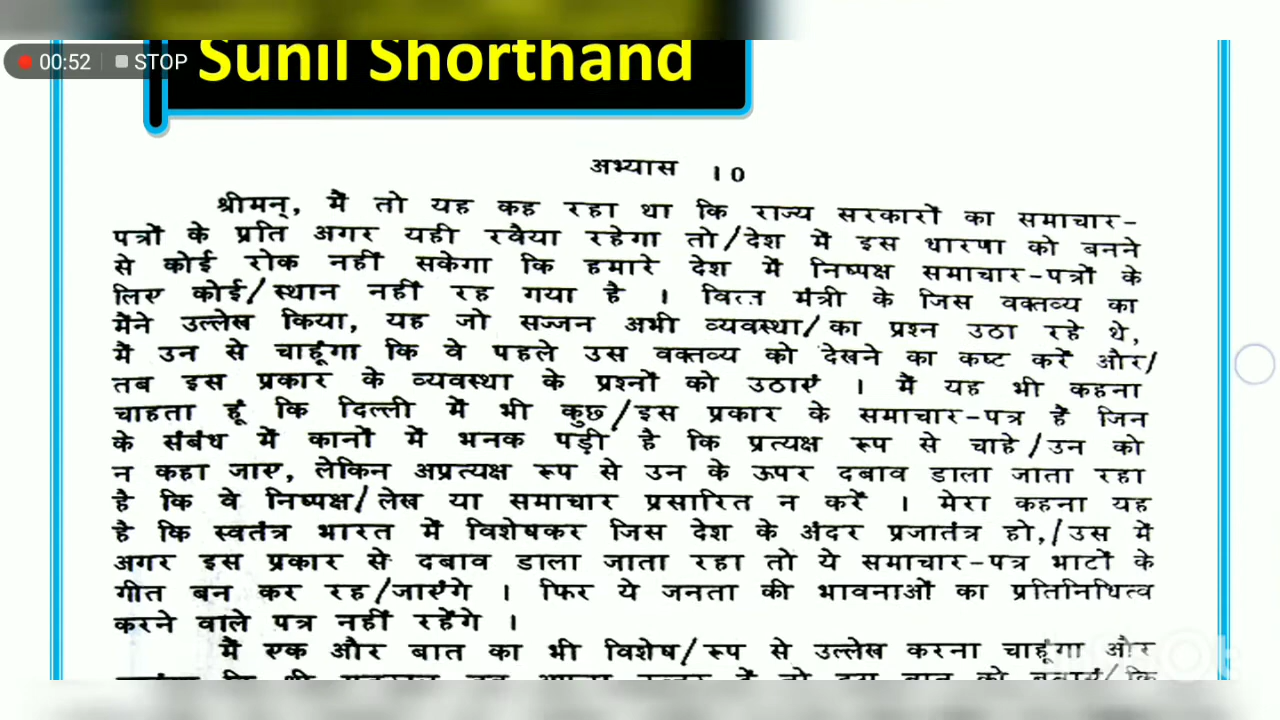 00:52 STOP
Sunil Shorthand
अभ्यास 10
श्रीमन्, मैं तो यह कह रहा था कि राज्य सरकारों का समाचार-
पत्रों के प्रति अगर यही रवैया रहेगा तो/देश में इस धारणा को बनने
से कोई रोक नहीं सकेगा कि हमारे देश में निष्पक्ष समाचार-पत्रों के
लिए कोई/स्थान नहीं रह गया है । वित्त मंत्री के जिस वक्तव्य का
मैंने उल्लेख किया, यह जो सज्जन अभी व्यवस्था/का प्रश्न उठा रहे थे,
मैं उन से चाहूंगा कि वे पहले उस वक्तव्य को देखने का कष्ट करें और/
तब इस प्रकार के व्यवस्था के प्रश्नों को उठाएं । मैं यह भी कहना
चाहता हूं कि दिल्ली में भी कुछ/इस प्रकार के समाचार-पत्र हैं जिन
के संबंध में कानों में भनक पड़ी है कि प्रत्यक्ष रूप से चाहे/उन को
न कहा जाए, लेकिन अप्रत्यक्ष रूप से उन के ऊपर दबाव डाला जाता रहा
है कि वे निष्पक्ष/लेख या समाचार प्रसारित न करें । मेरा कहना यह
है कि स्वतंत्र भारत में विशेषकर जिस देश के अंदर प्रजातंत्र हो,/उस में
अगर इस प्रकार से दबाव डाला जाता रहा तो ये समाचार-पत्र भाटों के
गीत बन कर रह/जाएंगे । फिर ये जनता की भावनाओं का प्रतिनिधित्व
करने वाले पत्र नहीं रहेंगे ।
मैं एक और बात का भी विशेष/रूप से उल्लेख करना चाहूंगा और